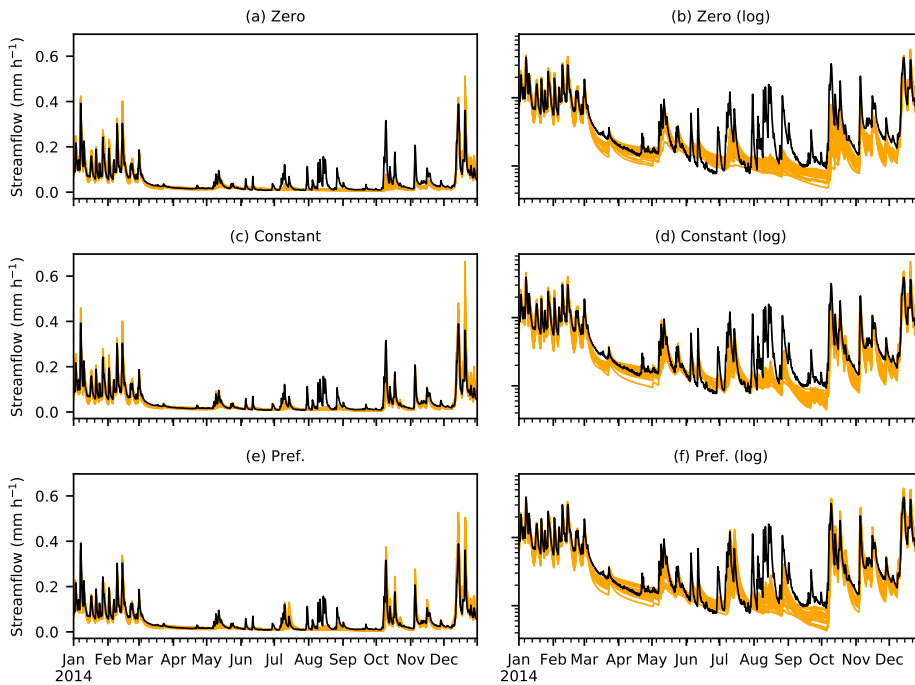 (a) Zero
(b) Zero (log)
Streamflow (mm h⁻¹)
0.6
0.4
0.2
0.0
(c) Constant
(d) Constant (log)
Streamflow (mm h⁻¹)
0.6
0.4
0.2
0.0
(e) Pref.
(f) Pref. (log)
Streamflow (mm h⁻¹)
0.6
0.4
0.2
0.0
Jan Feb Mar Apr May Jun Jul Aug Sep Oct Nov Dec
2014
Jan Feb Mar Apr May Jun Jul Aug Sep Oct Nov Dec
2014